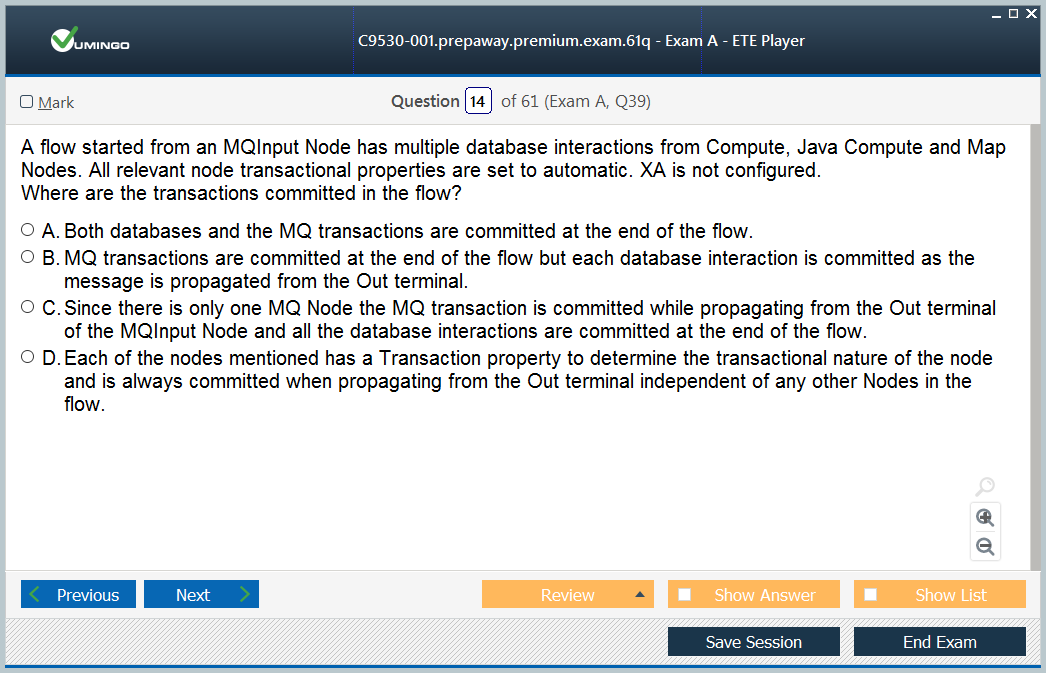 VUMINGO
C9530-001.prepaway.premium.exam.61q - Exam A - ETE Player
Mark
Question 14 of 61 (Exam A, Q39)
A flow started from an MQInput Node has multiple database interactions from Compute, Java Compute and Map
Nodes. All relevant node transactional properties are set to automatic. XA is not configured.
Where are the transactions committed in the flow?
A. Both databases and the MQ transactions are committed at the end of the flow.
B. MQ transactions are committed at the end of the flow but each database interaction is committed as the
message is propagated from the Out terminal.
C. Since there is only one MQ Node the MQ transaction is committed while propagating from the Out terminal
of the MQInput Node and all the database interactions are committed at the end of the flow.
D. Each of the nodes mentioned has a Transaction property to determine the transactional nature of the node
and is always committed when propagating from the Out terminal independent of any other Nodes in the
flow.
Previous
Next
Review
Show Answer
Show List
Save Session
End Exam